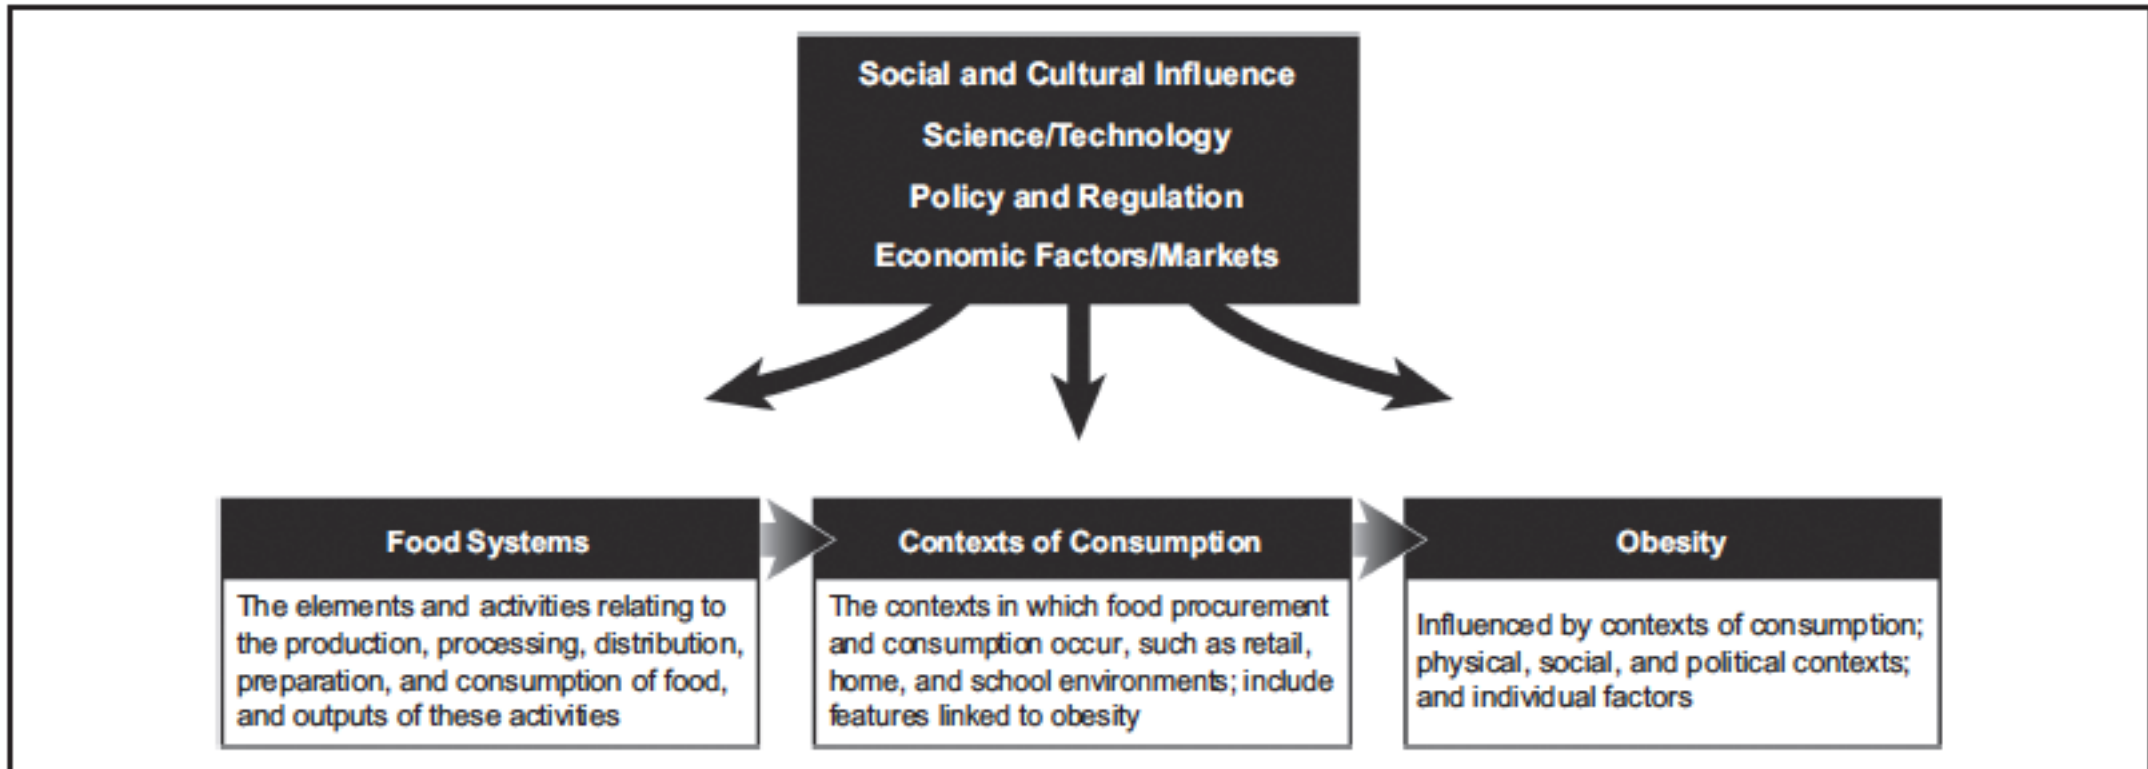 Social and Cultural Influence
Science/Technology
Policy and Regulation
Economic Factors/Markets
Food Systems
The elements and activities relating to
the production, processing, distribution,
preparation, and consumption of food,
and outputs of these activities
Contexts of Consumption
The contexts in which food procurement
and consumption occur, such as retail,
home, and school environments; include
features linked to obesity
Obesity
Influenced by contexts of consumption;
physical, social, and political contexts;
and individual factors